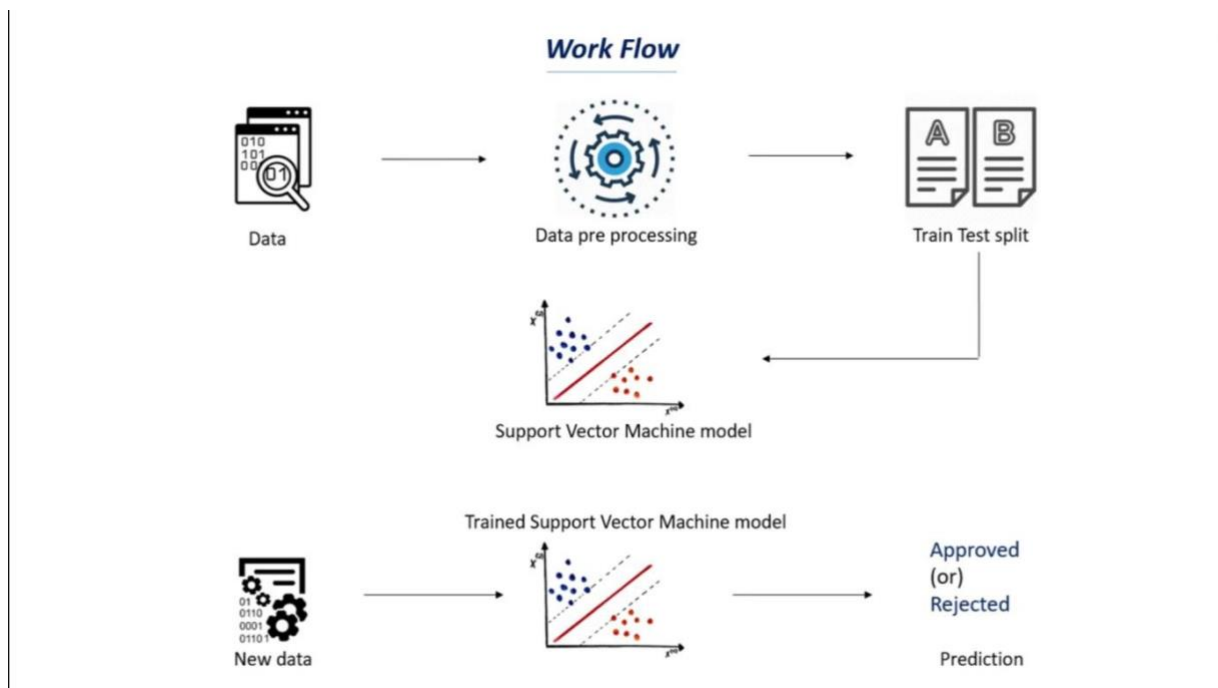 Work Flow
010
101
00
01
A
B
Data
Data pre processing
Train Test split
Support Vector Machine model
Trained Support Vector Machine model
Approved
(or)
Rejected
01
0110
0001
01101
New data
Prediction